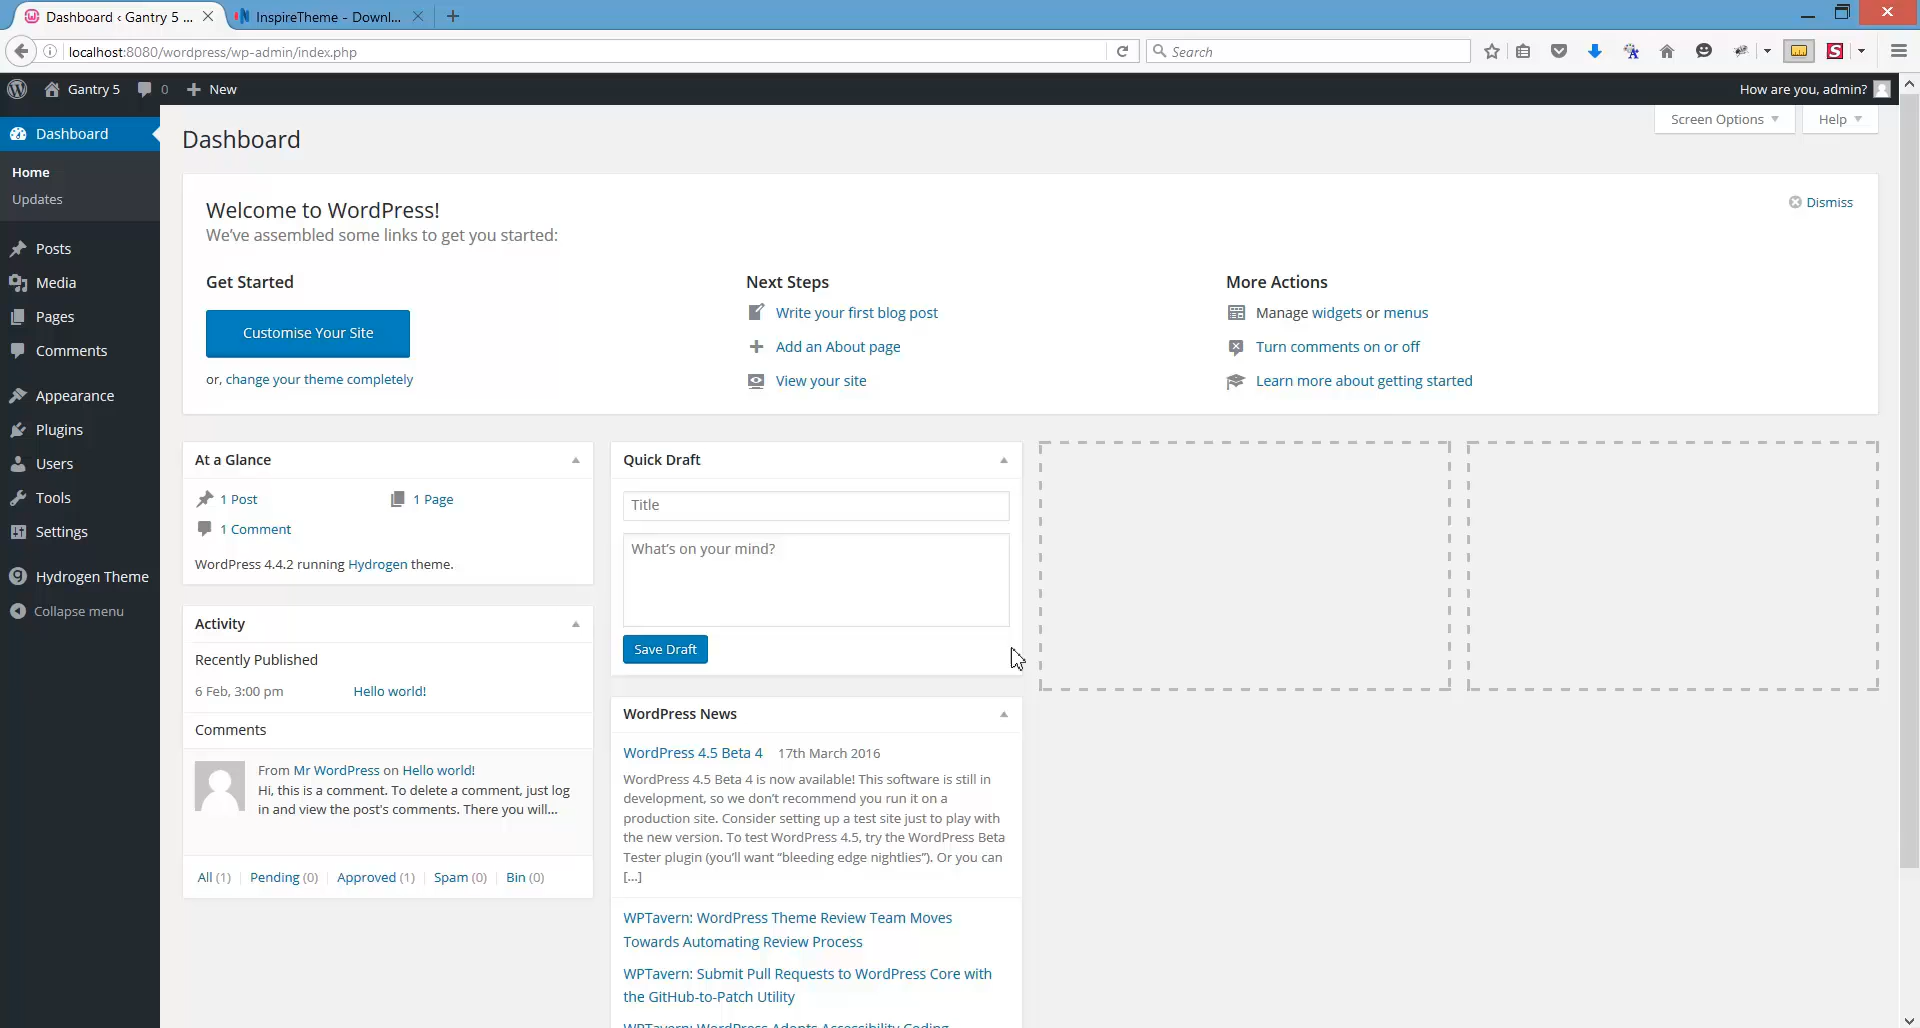 Dashboard ‹ Gantry 5 ...
InspireTheme - Downl...
localhost:8080/wordpress/wp-admin/index.php
Search
Gantry 5
0
New
How are you, admin?
Dashboard
Home
Updates
Posts
Media
Pages
Comments
Appearance
Plugins
Users
Tools
Settings
Hydrogen Theme
Collapse menu
Dashboard
Screen Options
Help
Welcome to WordPress!
We’ve assembled some links to get you started:
Dismiss
Get Started
Customise Your Site
or, change your theme completely
Next Steps
Write your first blog post
Add an About page
View your site
More Actions
Manage widgets or menus
Turn comments on or off
Learn more about getting started
At a Glance
1 Post
1 Page
1 Comment
WordPress 4.4.2 running Hydrogen theme.
Activity
Recently Published
6 Feb, 3:00 pm Hello world!
Comments
From Mr WordPress on Hello world!
Hi, this is a comment. To delete a comment, just log
in and view the post's comments. There you will...
All (1)
Pending (0)
Approved (1)
Spam (0)
Bin (0)
Quick Draft
Title
What’s on your mind?
Save Draft
WordPress News
WordPress 4.5 Beta 4 17th March 2016
WordPress 4.5 Beta 4 is now available! This software is still in
development, so we don’t recommend you run it on a
production site. Consider setting up a test site just to play with
the new version. To test WordPress 4.5, try the WordPress Beta
Tester plugin (you’ll want “bleeding edge nightlies”). Or you can
[...]
WPTavern: WordPress Theme Review Team Moves
Towards Automating Review Process
WPTavern: Submit Pull Requests to WordPress Core with
the GitHub-to-Patch Utility
WPTavern: WordPress Adopts Accessibility Coding